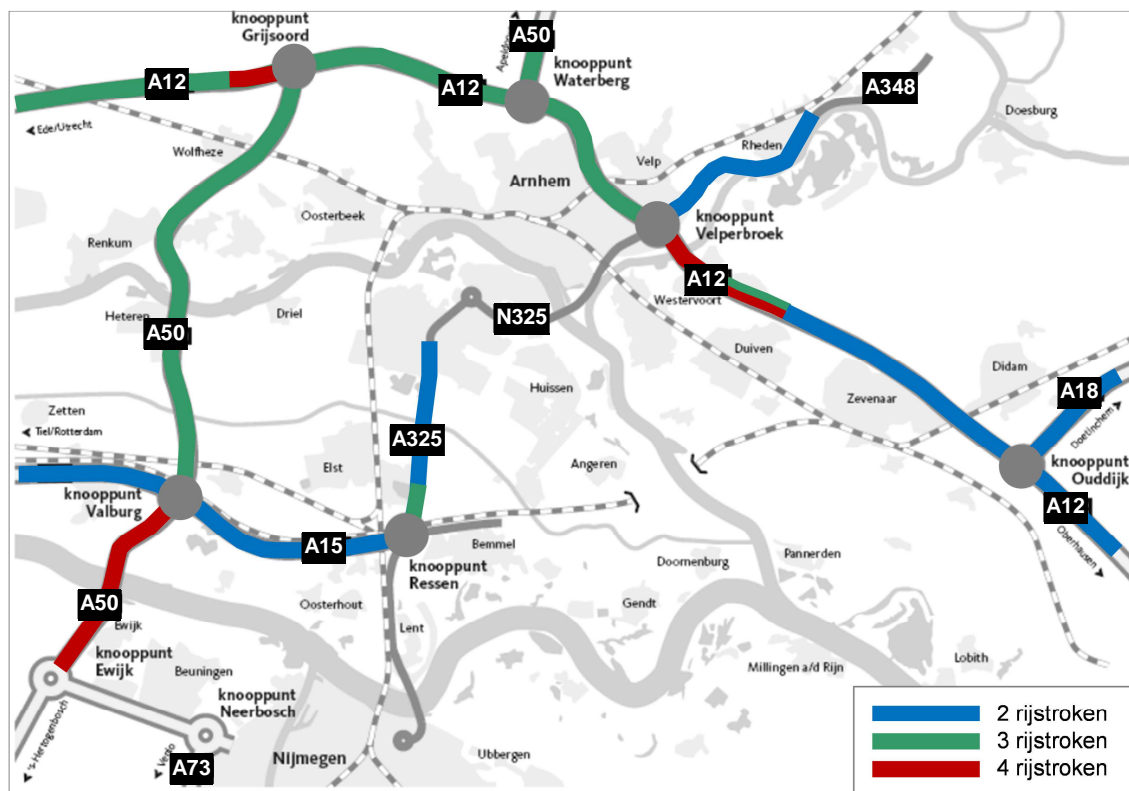 knooppunt
Grijsoord
A50
knooppunt
Waterberg
A12
A12
A348
Doesburg
Ede/Utrecht
Wolfheze
Velp
Rheden
Arnhem
Oosterbeek
knooppunt
Velperbroek
Renkum
A12
Westervoort
Heteren
Driel
N325
A50
Duiven
Didam
Huissen
Zevenaar
A18
Zetten
Tiel/Rotterdam
A325
Doetinchem
Elst
Angeren
knooppunt
Ouddijk
knooppunt
Valburg
A12
A15
Bemmel
Oberhausen
knooppunt
Ressen
Doornenburg
Pannerden
A50
Oosterhout
Gendt
Ewijk
Lent
knooppunt
Ewijk
Beuningen
Millingen a/d Rijn
Lobith
knooppunt
Neerbosch
's-Hertogenbosch
Venlo
A73
Nijmegen
Ubbergen
2 rijstroken
3 rijstroken
4 rijstroken